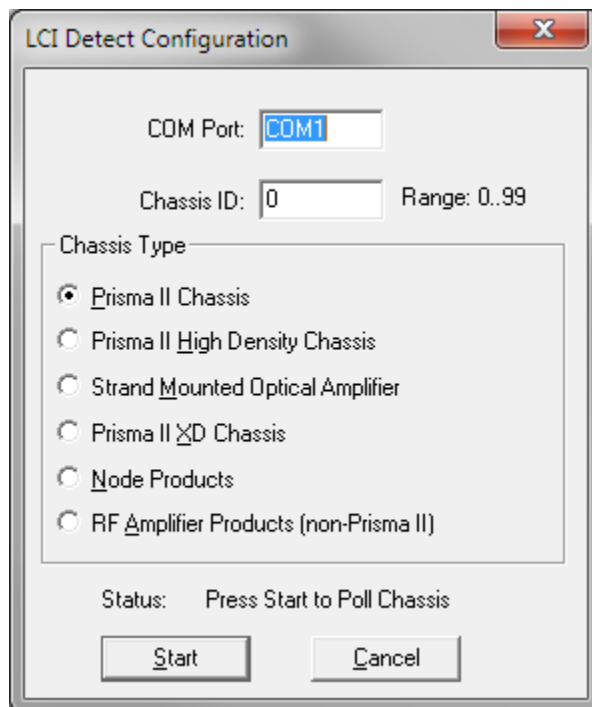 LCI Detect Configuration
COM Port: COM1
Chassis ID: 0 Range: 0..99
Chassis Type
Prisma II Chassis
Prisma II High Density Chassis
Strand Mounted Optical Amplifier
Prisma II XD Chassis
Node Products
RF Amplifier Products (non-Prisma II)
Status: Press Start to Poll Chassis
Start Cancel